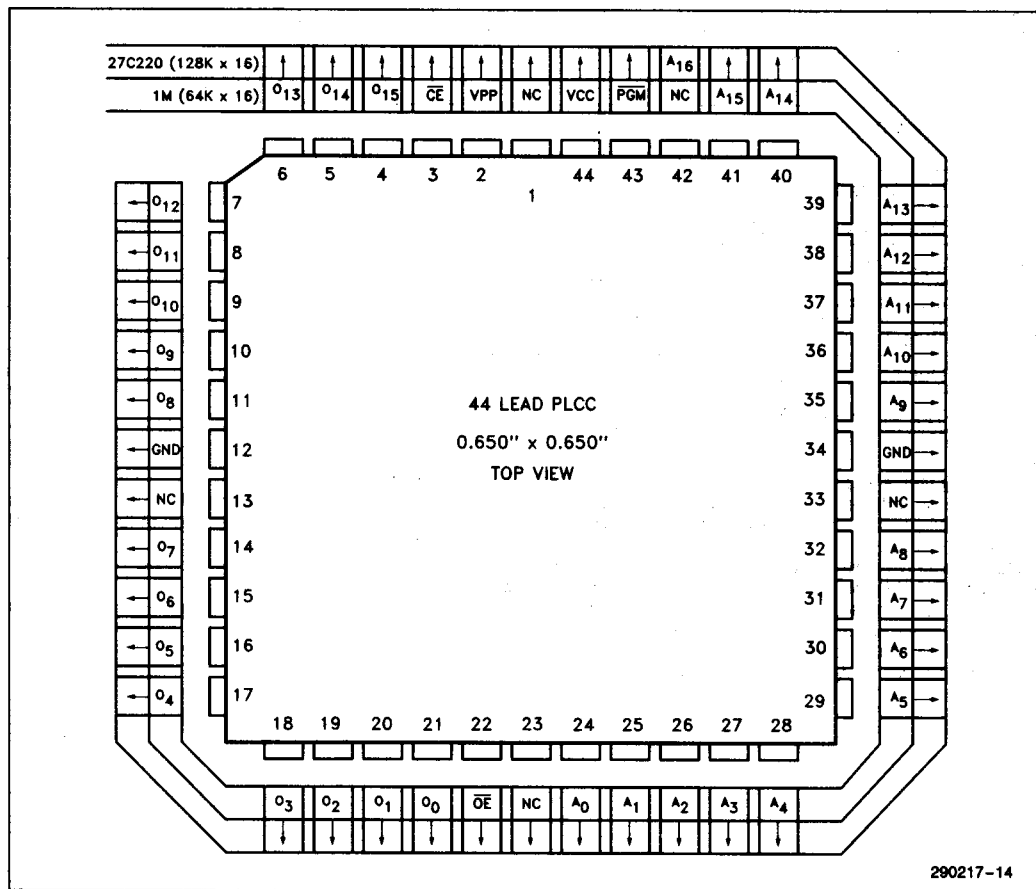 27C220 (128K x 16) A16
1M (64K x 16) O13 O14 O15 C̅E̅ VPP NC VCC P̅G̅M̅ NC A15 A14
6 5 4 3 2 1 44 43 42 41 40
O12 7 39 A13
O11 8 38 A12
O10 9 37 A11
O9 10 36 A10
O8 11 35 A9
44 LEAD PLCC
GND 12 0.650" x 0.650" 34 GND
TOP VIEW
NC 13 33 NC
O7 14 32 A8
O6 15 31 A7
O5 16 30 A6
O4 17 29 A5
18 19 20 21 22 23 24 25 26 27 28
O3 O2 O1 O0 O̅E̅ NC A0 A1 A2 A3 A4
290217-14